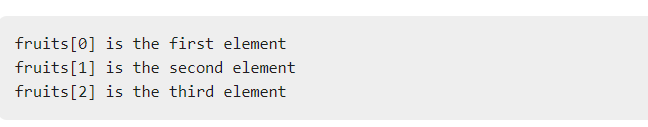 fruits[0] is the first element
fruits[1] is the second element
fruits[2] is the third element